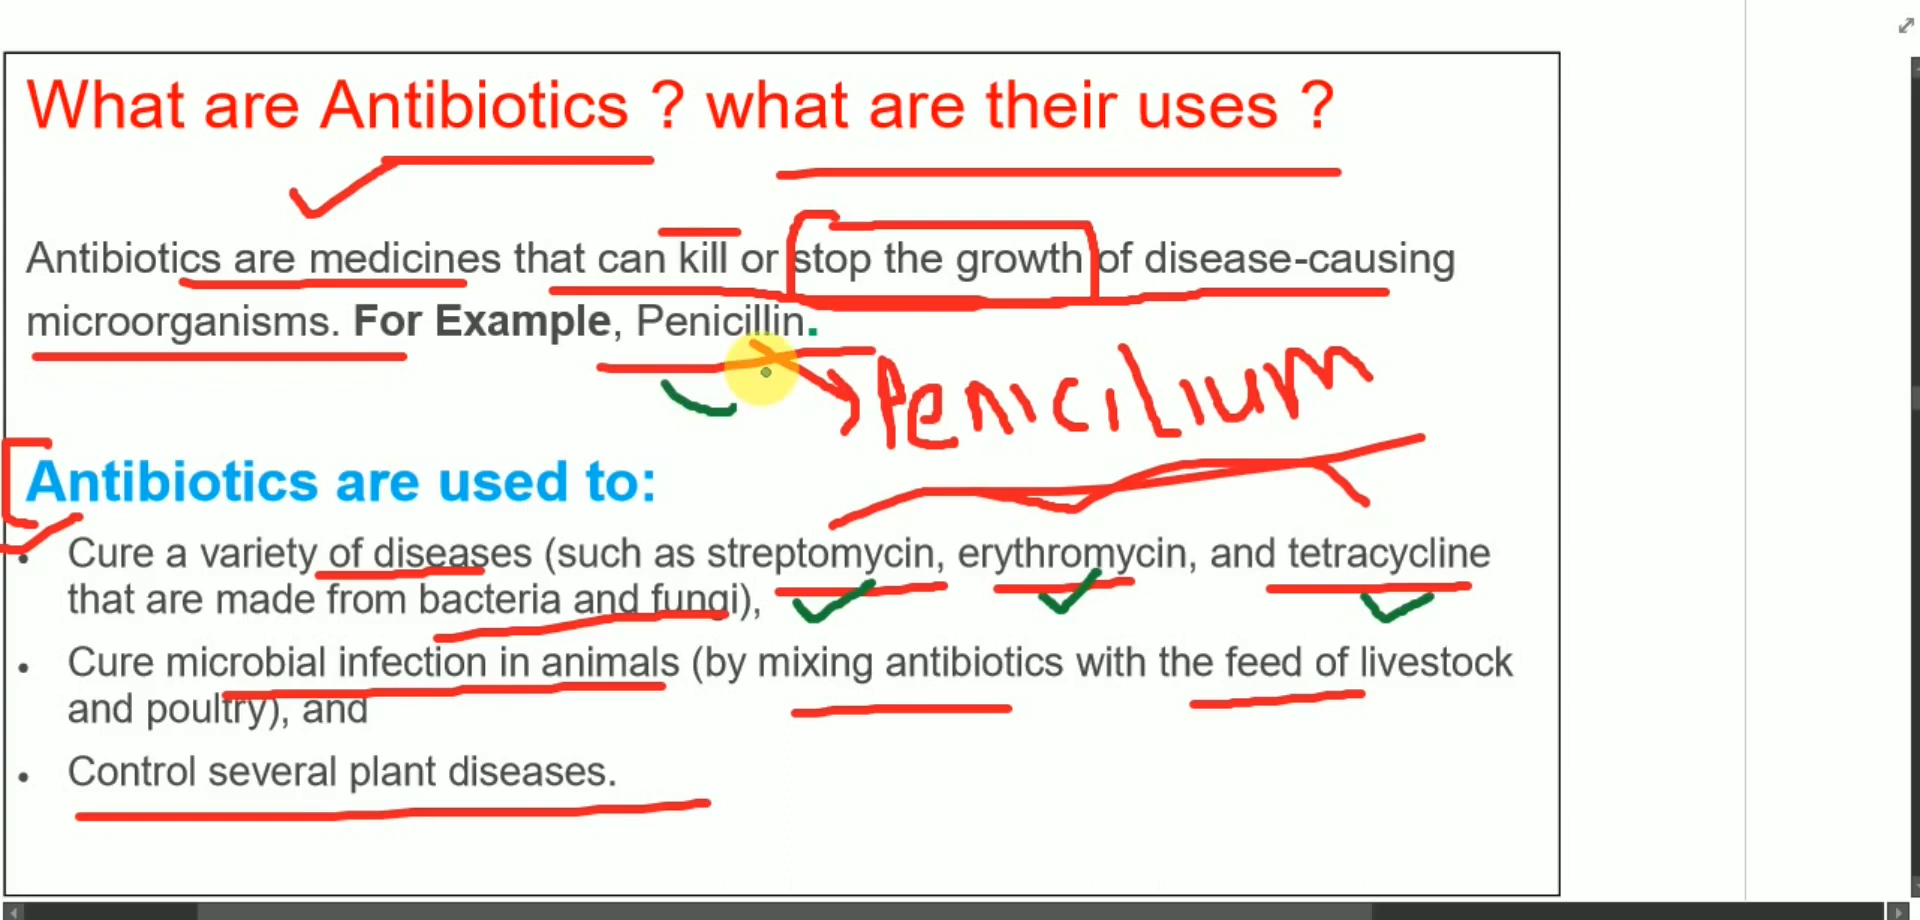 What are Antibiotics ? what are their uses ?
Antibiotics are medicines that can kill or stop the growth of disease-causing
microorganisms. For Example, Penicillin.
PeniciLium
Antibiotics are used to:
• Cure a variety of diseases (such as streptomycin, erythromycin, and tetracycline
that are made from bacteria and fungi),
• Cure microbial infection in animals (by mixing antibiotics with the feed of livestock
and poultry), and
• Control several plant diseases.